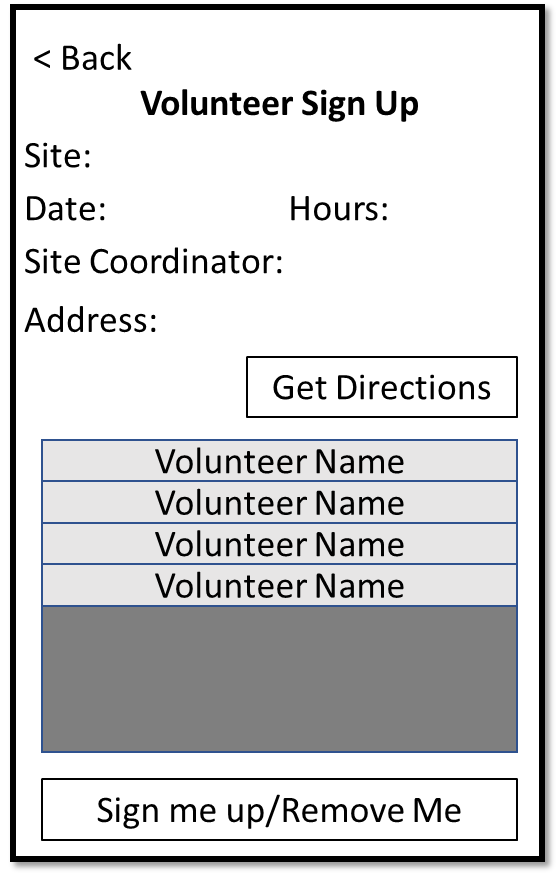 < Back
Volunteer Sign Up
Site:
Date: Hours:
Site Coordinator:
Address:
Get Directions
Volunteer Name
Volunteer Name
Volunteer Name
Volunteer Name
Sign me up/Remove Me